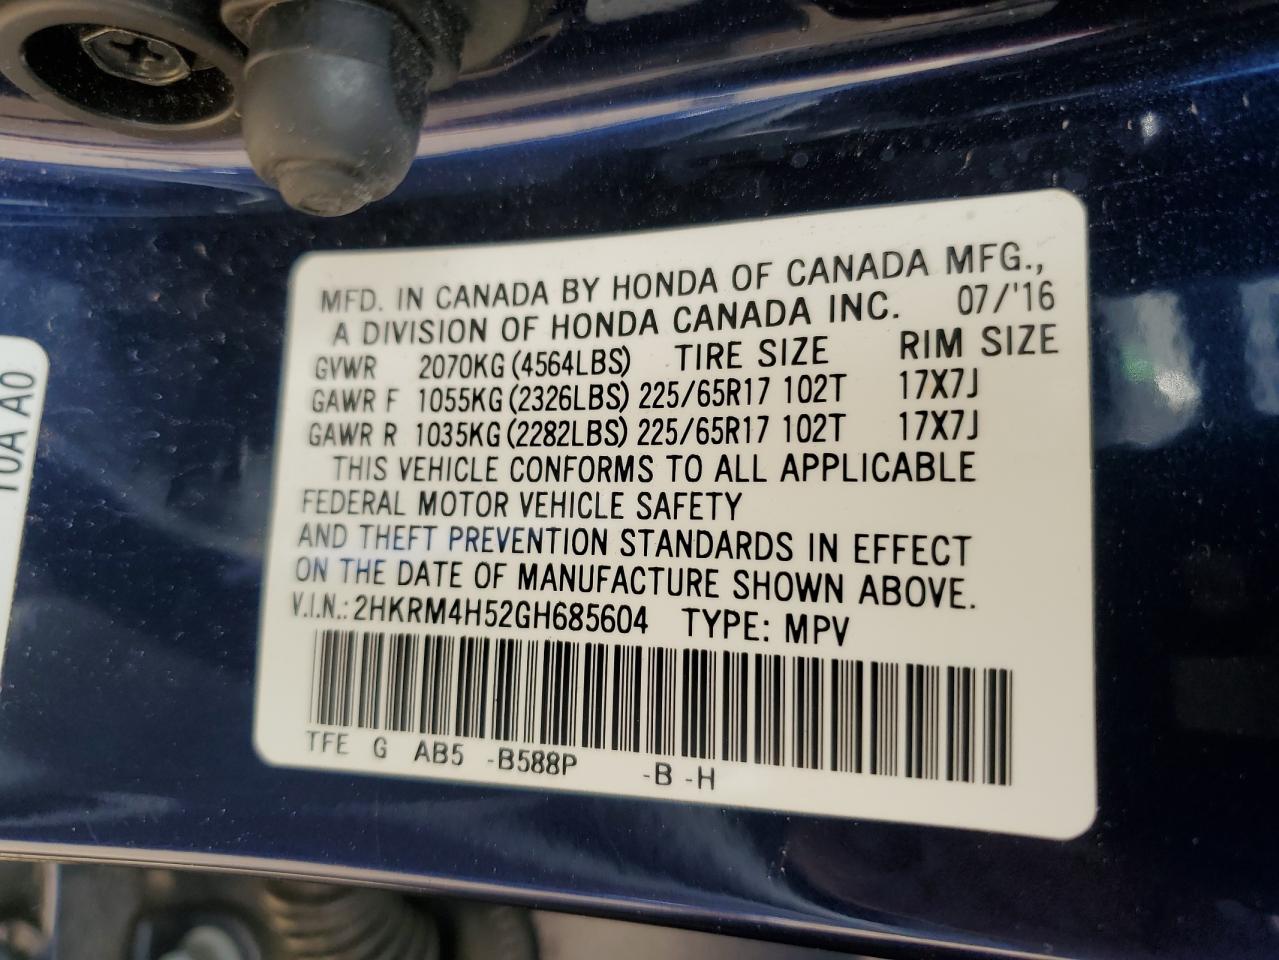 MFD. IN CANADA BY HONDA OF CANADA MFG.,
A DIVISION OF HONDA CANADA INC. 07/'16
GVWR 2070KG (4564LBS) TIRE SIZE RIM SIZE
GAWR F 1055KG (2326LBS) 225/65R17 102T 17X7J
GAWR R 1035KG (2282LBS) 225/65R17 102T 17X7J
THIS VEHICLE CONFORMS TO ALL APPLICABLE
FEDERAL MOTOR VEHICLE SAFETY
AND THEFT PREVENTION STANDARDS IN EFFECT
ON THE DATE OF MANUFACTURE SHOWN ABOVE.
V.I.N.: 2HKRM4H52GH685604 TYPE: MPV
TFE G AB5 -B588P -B -H
10A A0